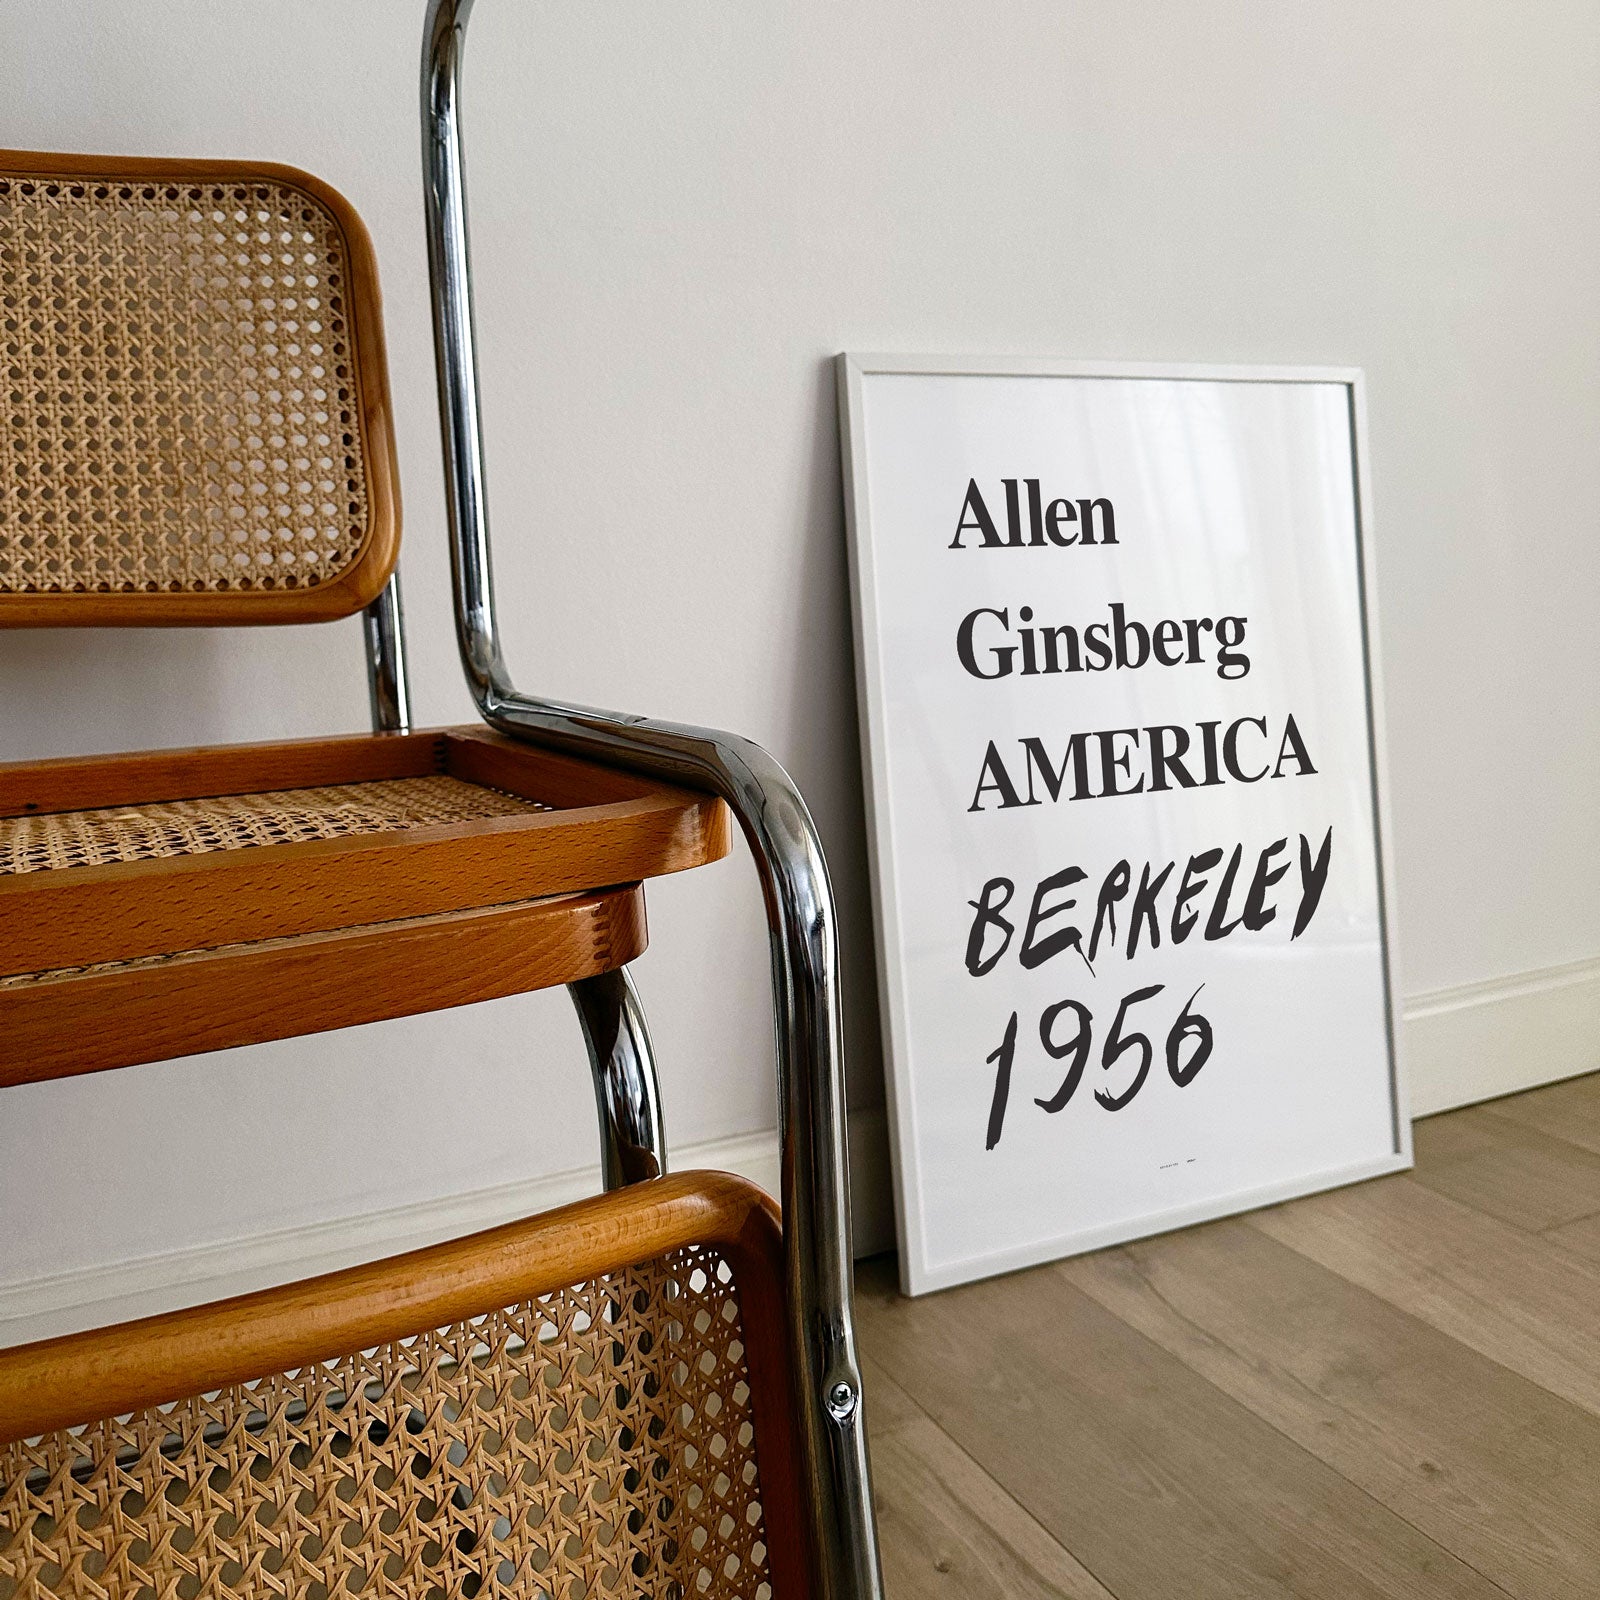 Allen
Ginsberg
AMERICA
BERKELEY
1956